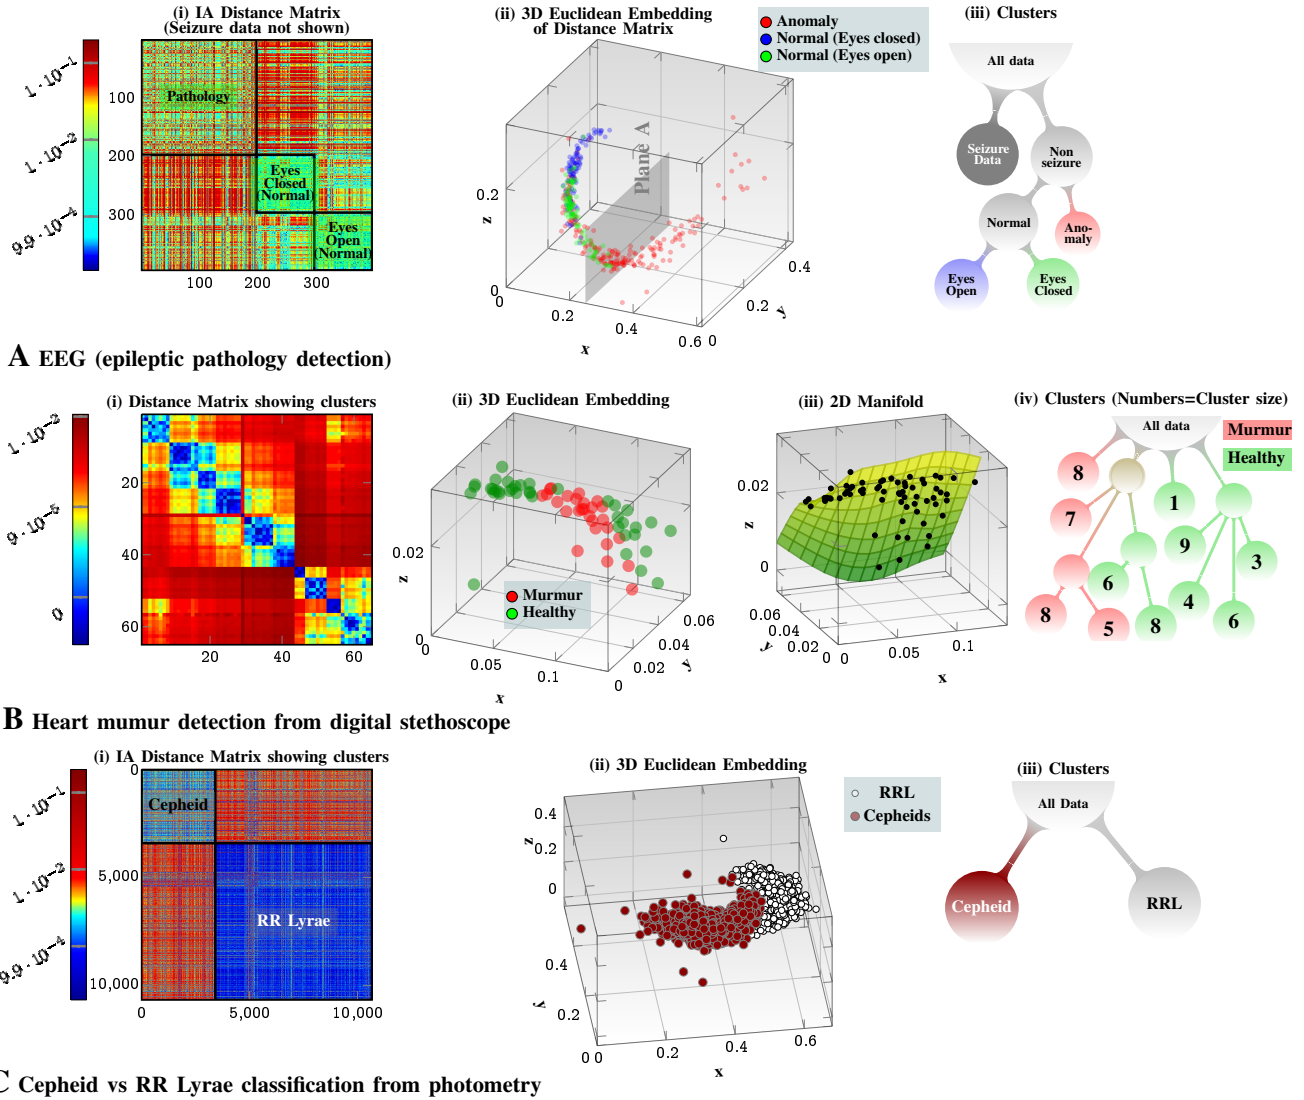 (i) IA Distance Matrix
(Seizure data not shown)
1 · 10⁻¹
1 · 10⁻²
9.9 · 10⁻⁴
100
200
300
Pathology
Eyes
Closed
(Normal)
Eyes
Open
(Normal)
100
200
300
(ii) 3D Euclidean Embedding
of Distance Matrix
Anomaly
Normal (Eyes closed)
Normal (Eyes open)
Plane A
0.2
z
0
0
0.2
0.4
0.6
x
0
0.2
0.4
y
(iii) Clusters
All data
Seizure
Data
Non
seizure
Normal
Ano-
maly
Eyes
Open
Eyes
Closed
A EEG (epileptic pathology detection)
(i) Distance Matrix showing clusters
1 · 10⁻²
9 · 10⁻⁵
0
20
40
60
20
40
60
(ii) 3D Euclidean Embedding
0.02
z
0
0
0.05
0.1
x
0
0.02
0.04
0.06
y
Murmur
Healthy
(iii) 2D Manifold
0.02
z
0
0.06
0.04
0.02
0
y
0
0.05
0.1
x
(iv) Clusters (Numbers=Cluster size)
All data
Murmur
Healthy
8
7
1
9
3
6
4
8
5
8
6
B Heart mumur detection from digital stethoscope
(i) IA Distance Matrix showing clusters
1 · 10⁻¹
1 · 10⁻²
9.9 · 10⁻⁴
0
5,000
10,000
Cepheid
RR Lyrae
0
5,000
10,000
(ii) 3D Euclidean Embedding
RRL
Cepheids
0.4
z
0.2
0
0.4
y
0.2
0
0
0.2
0.4
0.6
x
(iii) Clusters
All Data
Cepheid
RRL
C Cepheid vs RR Lyrae classification from photometry